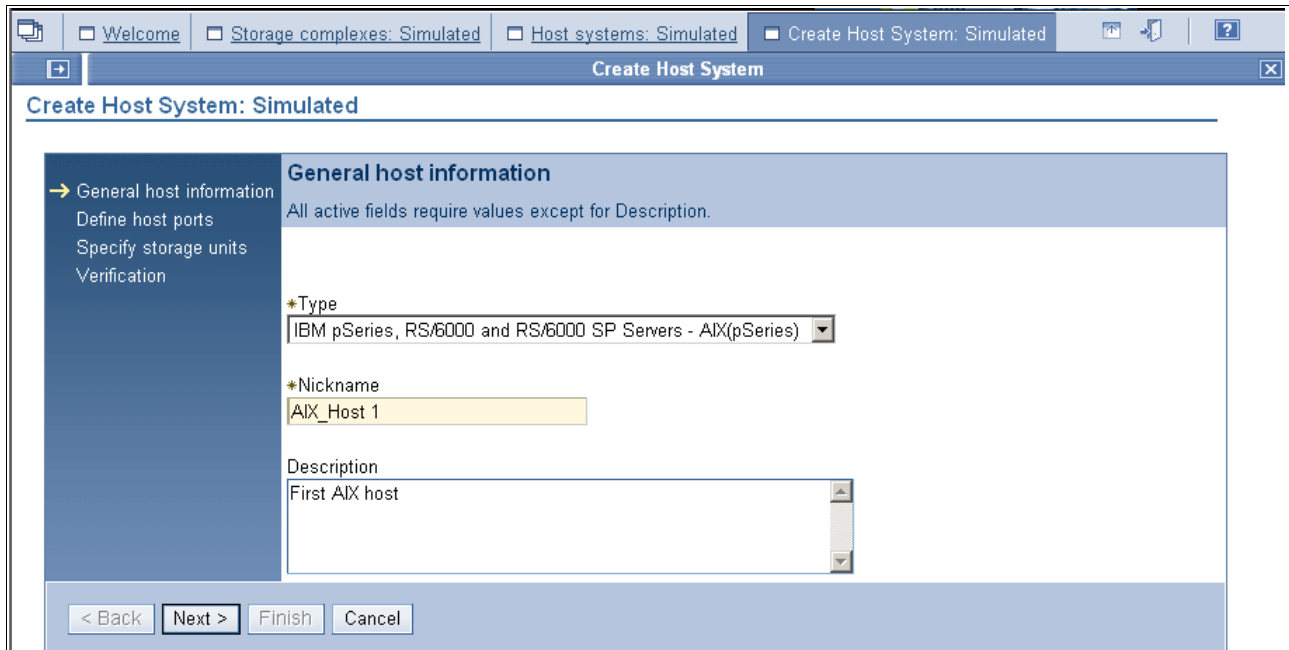 Welcome
Storage complexes: Simulated
Host systems: Simulated
Create Host System: Simulated
?
Create Host System
Create Host System: Simulated
General host information
Define host ports
Specify storage units
Verification
General host information
All active fields require values except for Description.
*Type
IBM pSeries, RS/6000 and RS/6000 SP Servers - AIX(pSeries)
*Nickname
AIX_Host 1
Description
First AIX host
< Back
Next >
Finish
Cancel